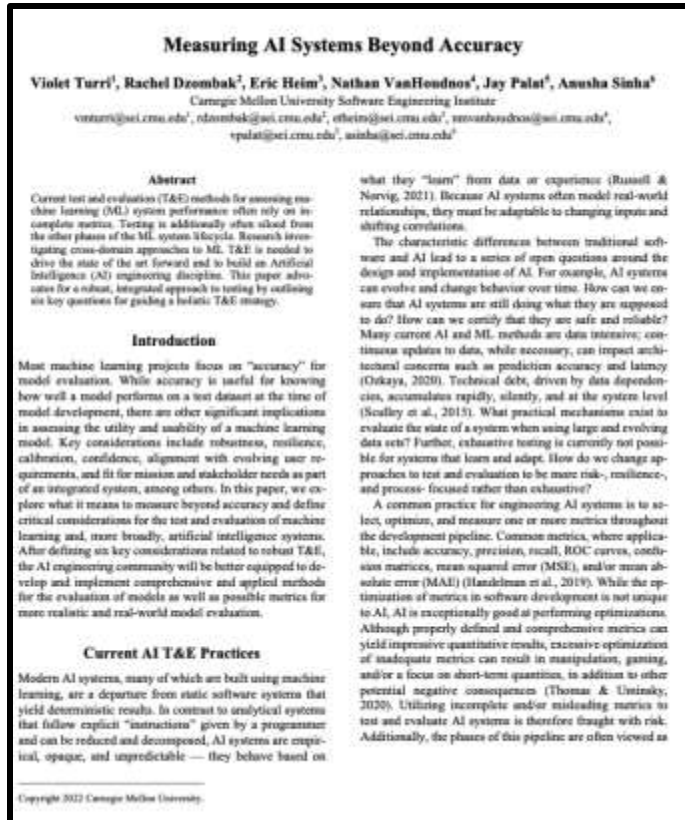 Measuring AI Systems Beyond Accuracy
Violet Turri¹, Rachel Dzombak², Eric Heim³, Nathan VanHoudnos⁴, Jay Palat⁵, Anusha Sinha⁶
Carnegie Mellon University Software Engineering Institute
vmturri@sei.cmu.edu¹, rdzombak@sei.cmu.edu², etheim@sei.cmu.edu³, nmvanhoudnos@sei.cmu.edu⁴,
vpalat@sei.cmu.edu⁵, asinha@sei.cmu.edu⁶
Abstract
Current test and evaluation (T&E) methods for assessing ma-
chine learning (ML) system performance often rely on in-
complete metrics. Testing is additionally often siloed from
the other phases of the ML system lifecycle. Research inves-
tigating cross-domain approaches to ML T&E is needed to
drive the state of the art forward and to build an Artificial
Intelligence (AI) engineering discipline. This paper advo-
cates for a robust, integrated approach to testing by outlining
six key questions for guiding a holistic T&E strategy.
Introduction
Most machine learning projects focus on "accuracy" for
model evaluation. While accuracy is useful for knowing
how well a model performs on a test dataset at the time of
model development, there are other significant implications
in assessing the utility and usability of a machine learning
model. Key considerations include robustness, resilience,
calibration, confidence, alignment with evolving user re-
quirements, and fit for mission and stakeholder needs as part
of an integrated system, among others. In this paper, we ex-
plore what it means to measure beyond accuracy and define
critical considerations for the test and evaluation of machine
learning and, more broadly, artificial intelligence systems.
After defining six key considerations related to robust T&E,
the AI engineering community will be better equipped to de-
velop and implement comprehensive and applied methods
for the evaluation of models as well as possible metrics for
more realistic and real-world model evaluation.
Current AI T&E Practices
Modern AI systems, many of which are built using machine
learning, are a departure from static software systems that
yield deterministic results. In contrast to analytical systems
that follow explicit "instructions" given by a programmer
and can be reduced and decomposed, AI systems are empir-
ical, opaque, and unpredictable — they behave based on
Copyright 2022 Carnegie Mellon University.
what they "learn" from data or experience (Russell &
Norvig, 2021). Because AI systems often model real-world
relationships, they must be adaptable to changing inputs and
shifting correlations.
The characteristic differences between traditional soft-
ware and AI lead to a series of open questions around the
design and implementation of AI. For example, AI systems
can evolve and change behavior over time. How can we en-
sure that AI systems are still doing what they are supposed
to do? How can we certify that they are safe and reliable?
Many current AI and ML methods are data intensive; con-
tinuous updates to data, while necessary, can impact archi-
tectural concerns such as prediction accuracy and latency
(Ozkaya, 2020). Technical debt, driven by data dependen-
cies, accumulates rapidly, silently, and at the system level
(Sculley et al., 2015). What practical mechanisms exist to
evaluate the state of a system when using large and evolving
data sets? Further, exhaustive testing is currently not possi-
ble for systems that learn and adapt. How do we change ap-
proaches to test and evaluation to be more risk-, resilience-,
and process- focused rather than exhaustive?
A common practice for engineering AI systems is to se-
lect, optimize, and measure one or more metrics throughout
the development pipeline. Common metrics, where applica-
ble, include accuracy, precision, recall, ROC curves, confu-
sion matrices, mean squared error (MSE), and/or mean ab-
solute error (MAE) (Handelman et al., 2019). While the op-
timization of metrics in software development is not unique
to AI, AI is exceptionally good at performing optimizations.
Although properly defined and comprehensive metrics can
yield impressive quantitative results, excessive optimization
of inadequate metrics can result in manipulation, gaming,
and/or a focus on short-term quantities, in addition to other
potential negative consequences (Thomas & Uminsky,
2020). Utilizing incomplete and/or misleading metrics to
test and evaluate AI systems is therefore fraught with risk.
Additionally, the phases of this pipeline are often viewed as